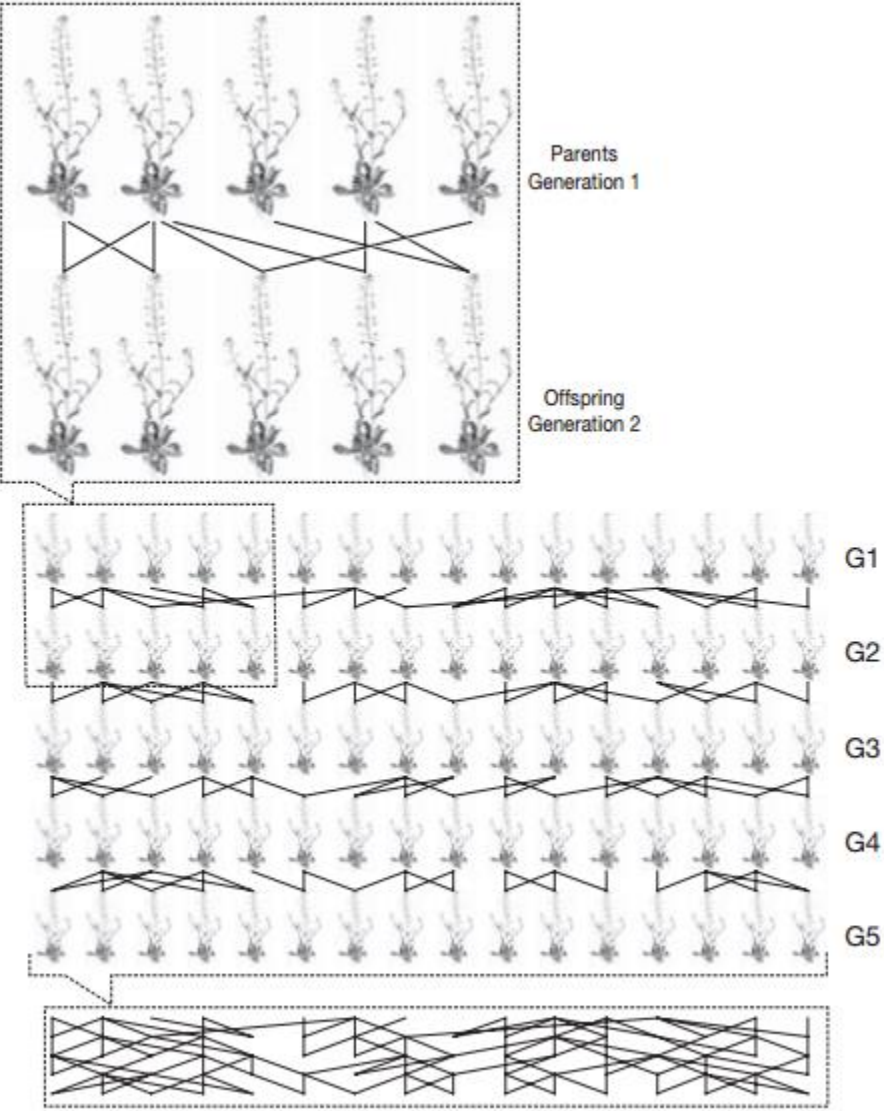 Parents
Generation 1
Offspring
Generation 2
G1
G2
G3
G4
G5